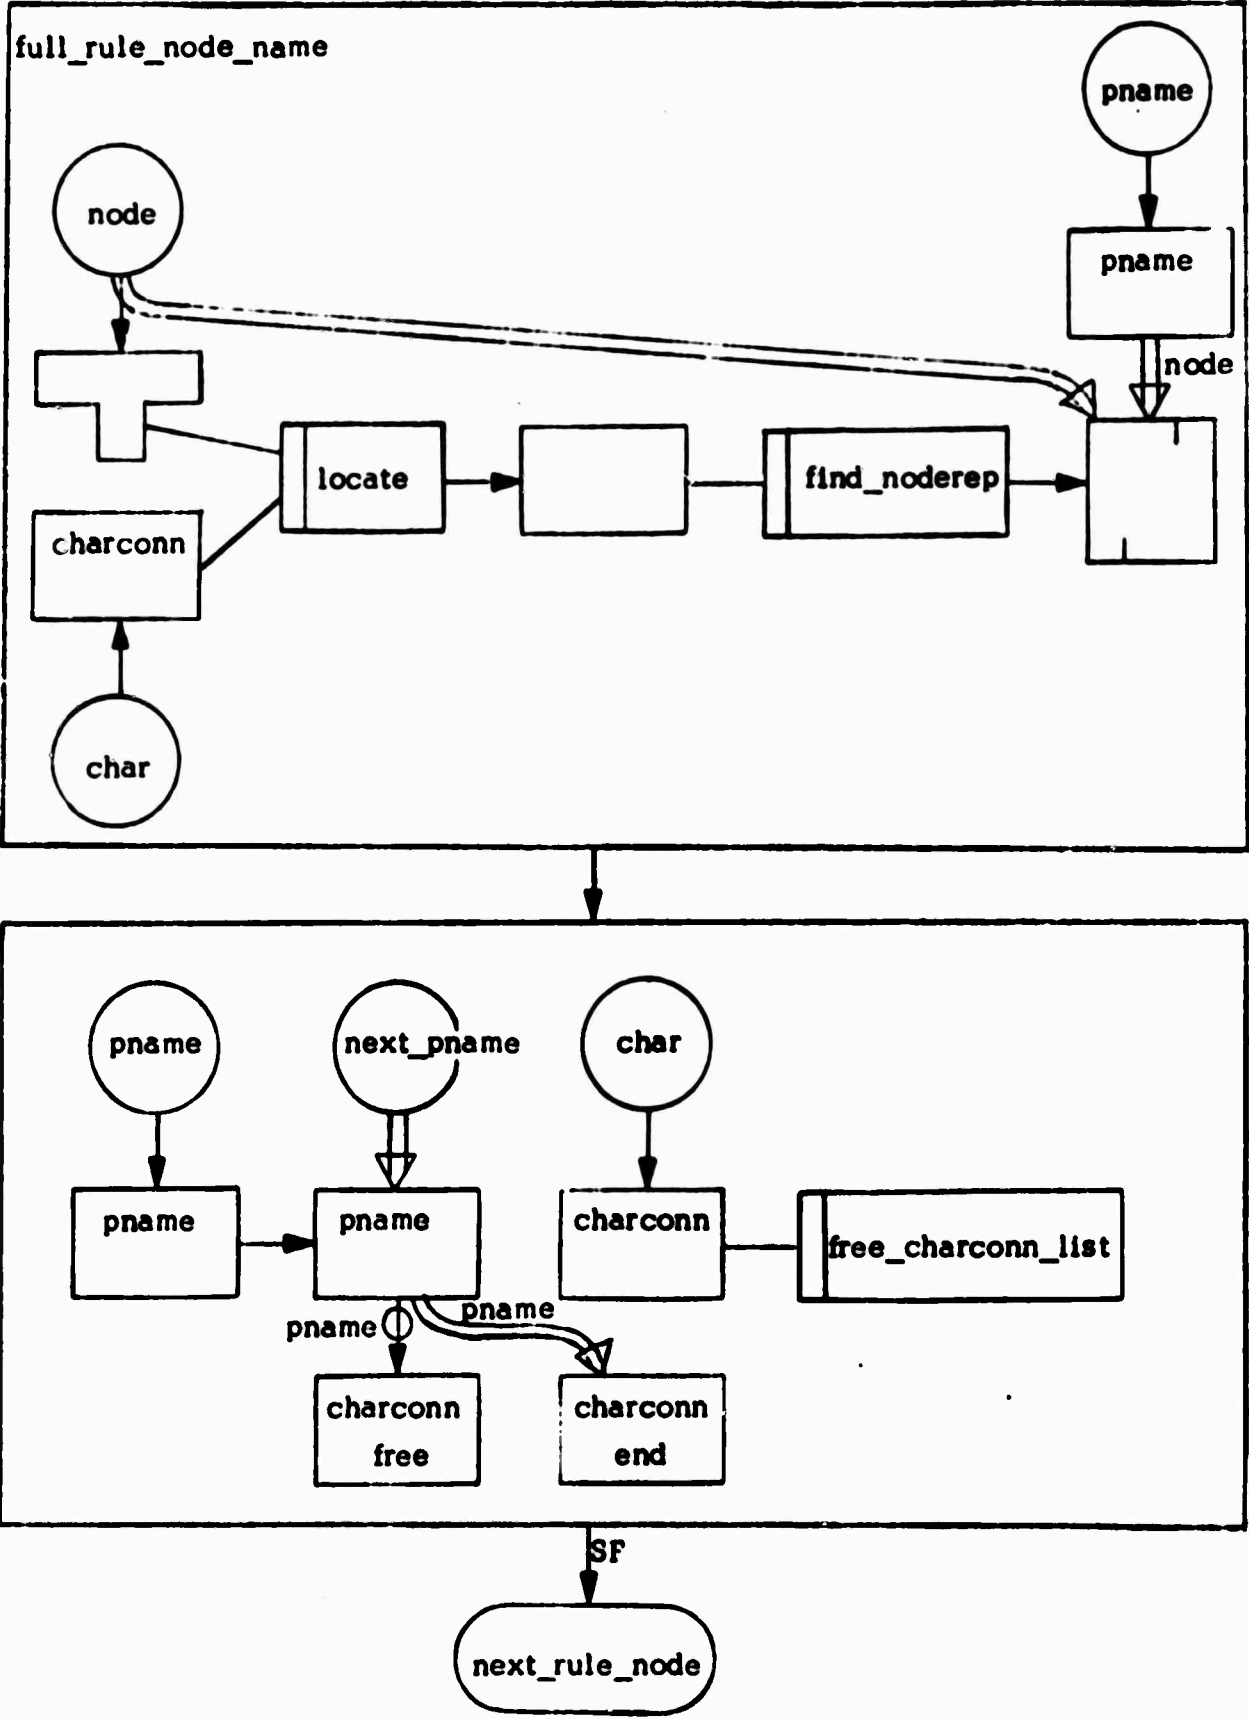 full_rule_node_name
pname
node
pname
node
locate
find_noderep
charconn
char
pname
next_pname
char
pname
pname
charconn
free_charconn_list
pname
pname
charconn
free
charconn
end
SF
next_rule_node